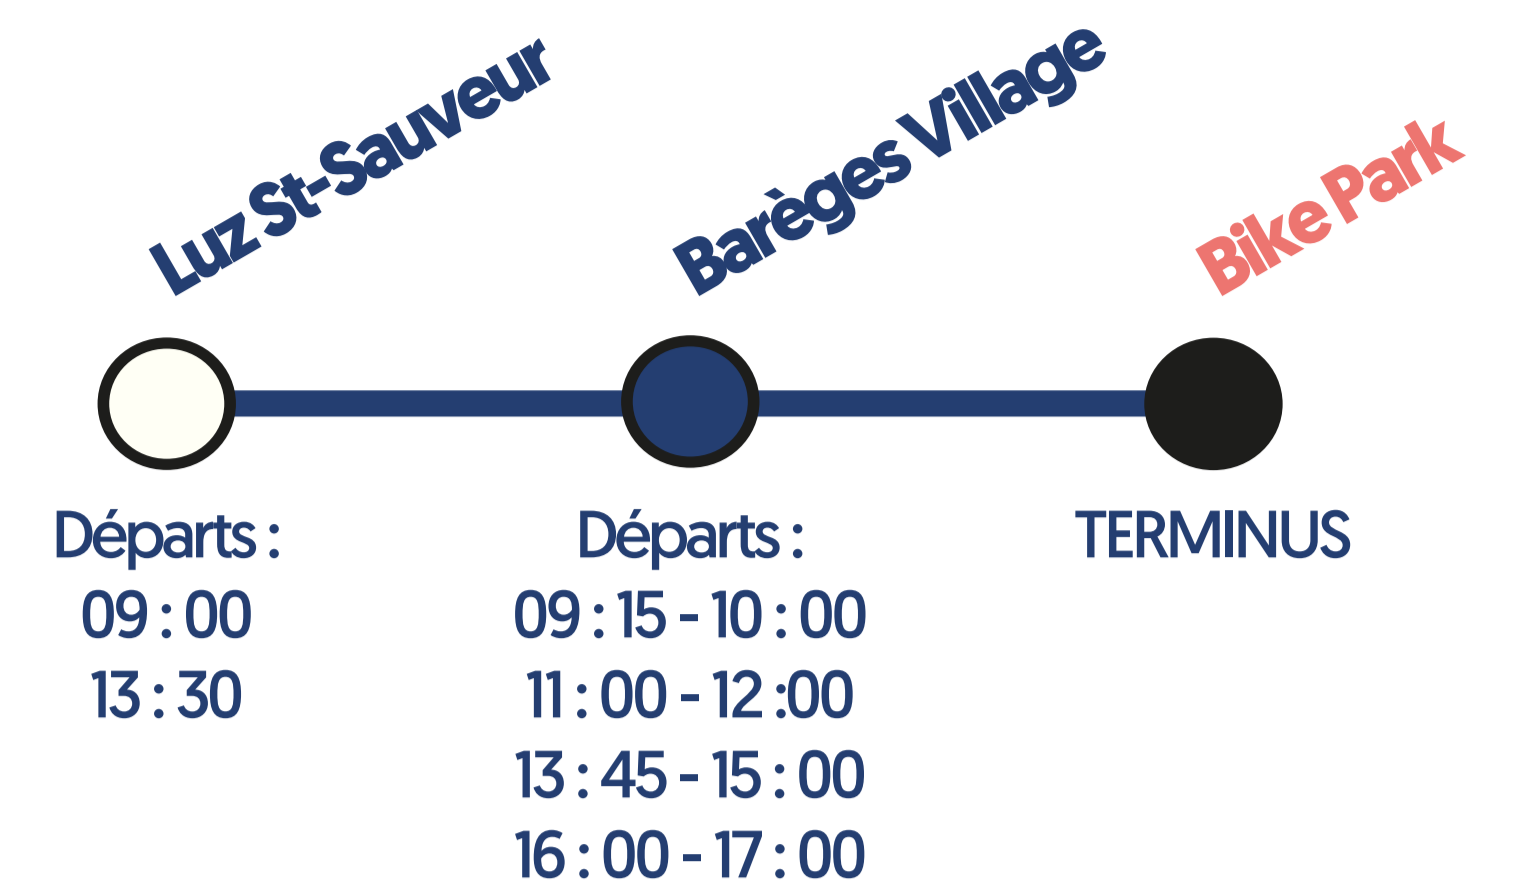 Luz St-Sauveur
Barèges Village
Bike Park
Départs :
09 : 00
13 : 30
Départs :
09 : 15 - 10 : 00
11 : 00 - 12 :00
13 : 45 - 15 : 00
16 : 00 - 17 : 00
TERMINUS